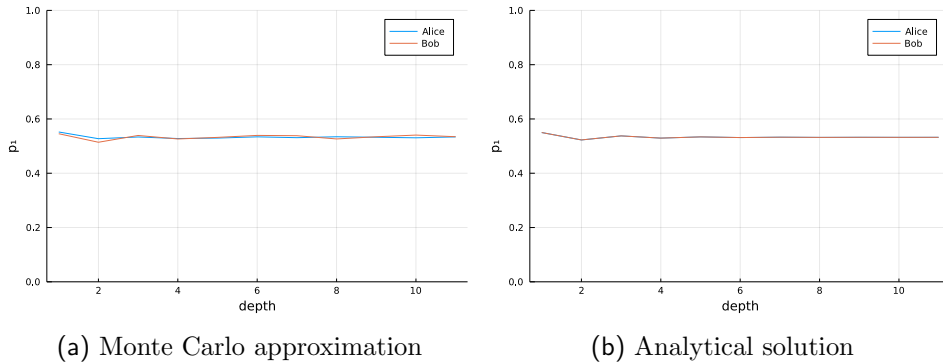 1.0
0.8
0.6
0.4
0.2
0.0
p₁
2
4
6
8
10
depth
Alice
Bob
(a) Monte Carlo approximation
1.0
0.8
0.6
0.4
0.2
0.0
p₁
2
4
6
8
10
depth
Alice
Bob
(b) Analytical solution